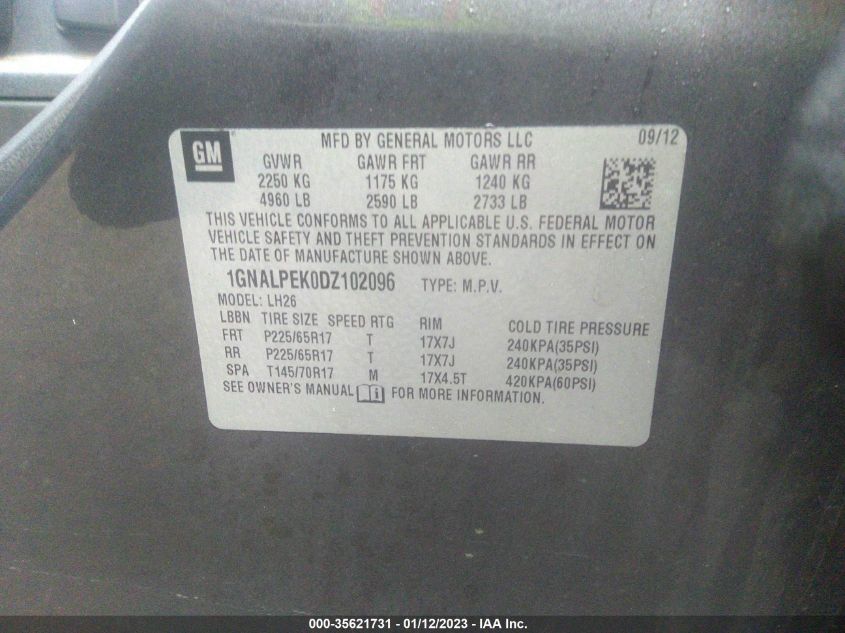 GM
MFD BY GENERAL MOTORS LLC 09/12
GVWR GAWR FRT GAWR RR
2250 KG 1175 KG 1240 KG
4960 LB 2590 LB 2733 LB
THIS VEHICLE CONFORMS TO ALL APPLICABLE U.S. FEDERAL MOTOR
VEHICLE SAFETY AND THEFT PREVENTION STANDARDS IN EFFECT ON
THE DATE OF MANUFACTURE SHOWN ABOVE.
1GNALPEK0DZ102096 TYPE: M.P.V.
MODEL: LH26
LBBN TIRE SIZE SPEED RTG RIM COLD TIRE PRESSURE
FRT P225/65R17 T 17X7J 240KPA(35PSI)
RR P225/65R17 T 17X7J 240KPA(35PSI)
SPA T145/70R17 M 17X4.5T 420KPA(60PSI)
SEE OWNER'S MANUAL FOR MORE INFORMATION.
000-35621731 - 01/12/2023 - IAA Inc.